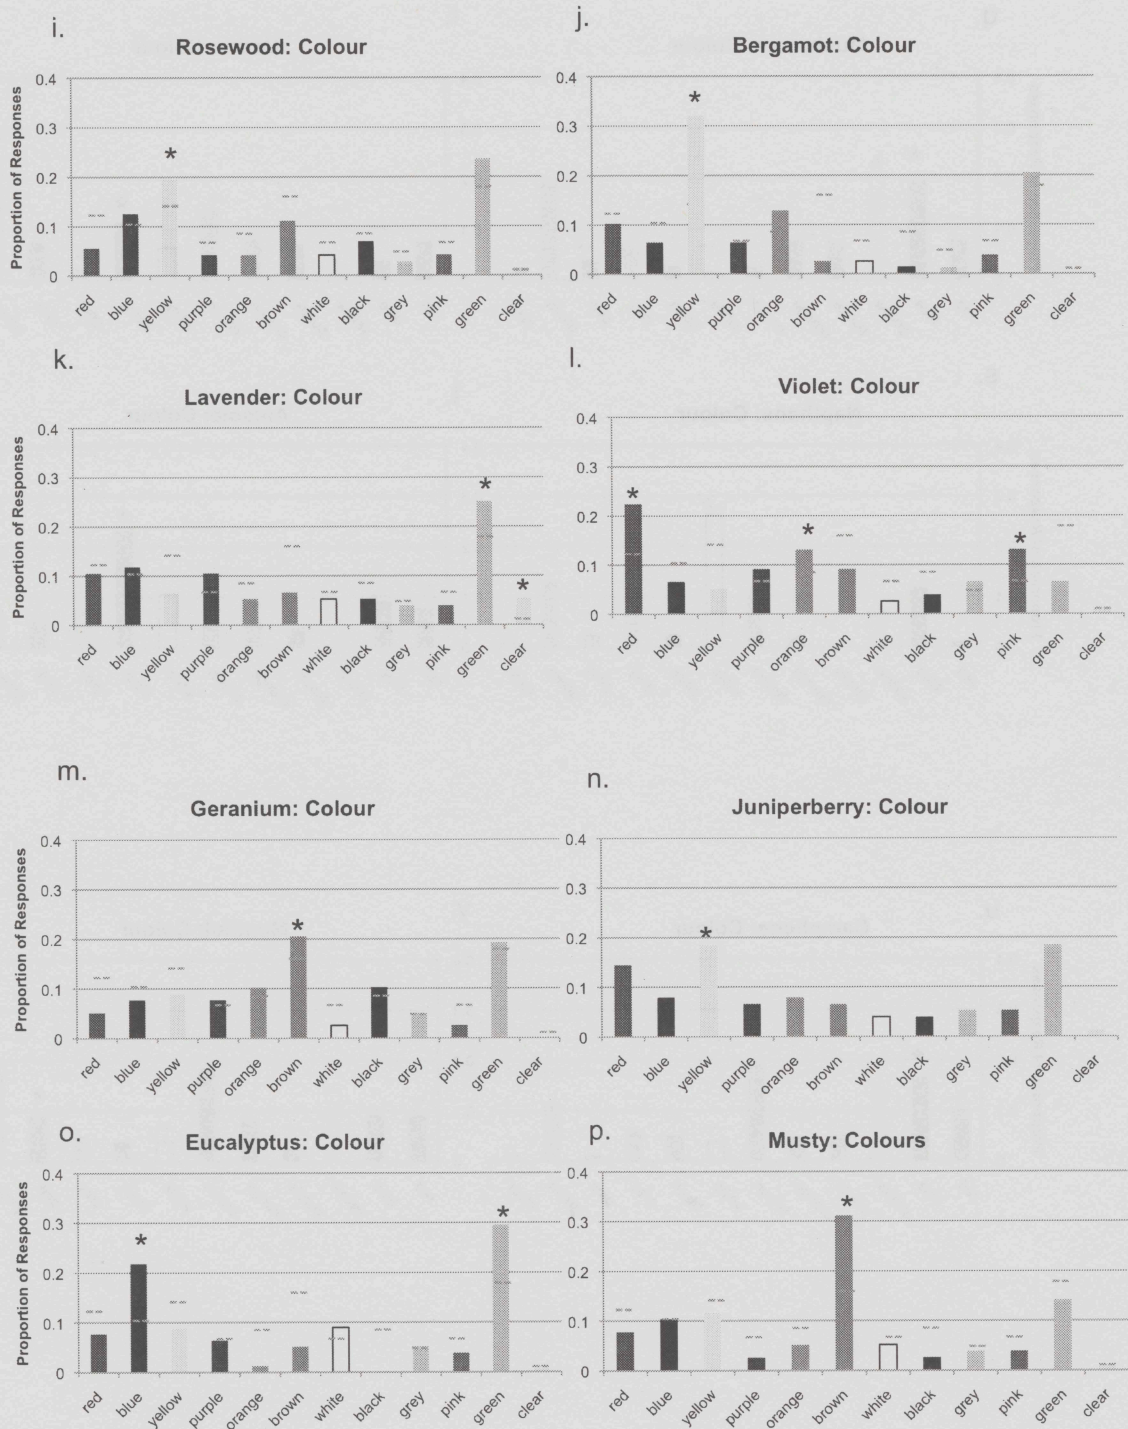 i.
Rosewood: Colour
Proportion of Responses
0.4
0.3
0.2
0.1
0
*
red blue yellow purple orange brown white black grey pink green clear
j.
Bergamot: Colour
0.4
0.3
0.2
0.1
0
*
red blue yellow purple orange brown white black grey pink green clear
k.
Lavender: Colour
Proportion of Responses
0.4
0.3
0.2
0.1
0
* *
red blue yellow purple orange brown white black grey pink green clear
l.
Violet: Colour
0.4
0.3
0.2
0.1
0
* * *
red blue yellow purple orange brown white black grey pink green clear
m.
Geranium: Colour
Proportion of Responses
0.4
0.3
0.2
0.1
0
*
red blue yellow purple orange brown white black grey pink green clear
n.
Juniperberry: Colour
0.4
0.3
0.2
0.1
0
*
red blue yellow purple orange brown white black grey pink green clear
o.
Eucalyptus: Colour
Proportion of Responses
0.4
0.3
0.2
0.1
0
* *
red blue yellow purple orange brown white black grey pink green clear
p.
Musty: Colours
0.4
0.3
0.2
0.1
0
*
red blue yellow purple orange brown white black grey pink green clear